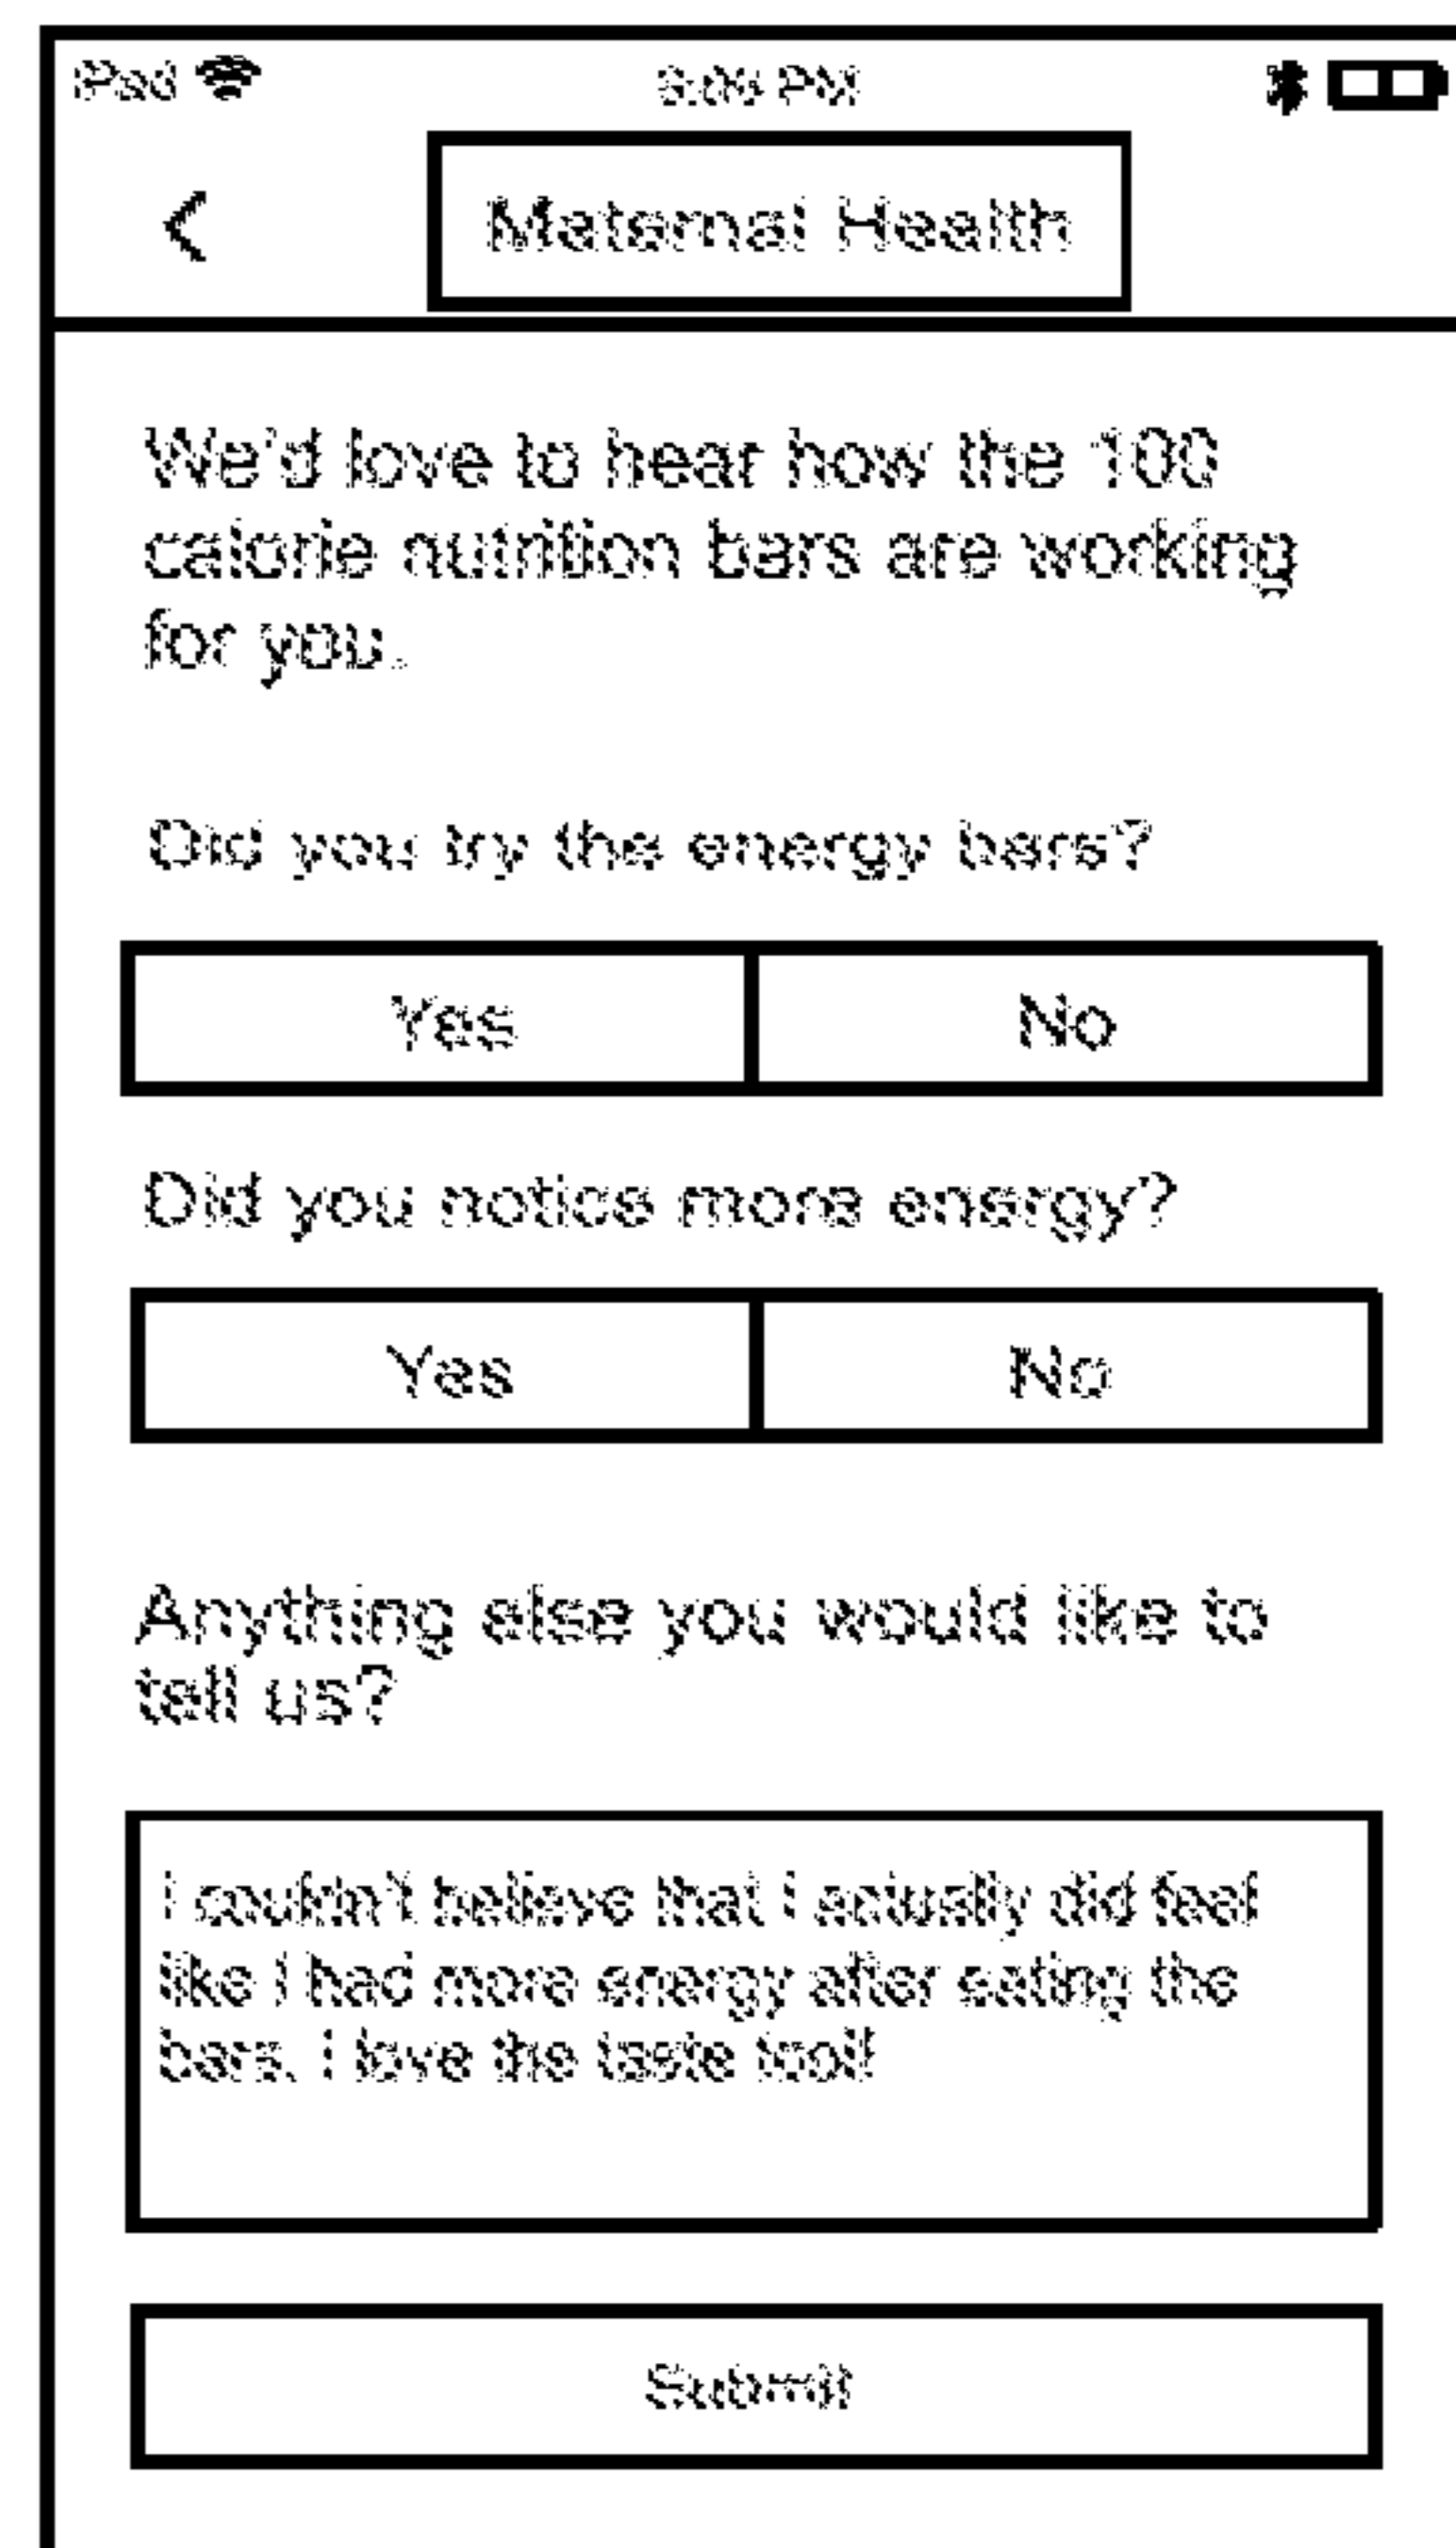 iPod
PM
Maternal Health
We'd love to hear how the 100
calorie nutrition bars are working
for you.
Did you try the energy bars?
Yes No
Did you notice more energy?
Yes No
Anything else you would like to
tell us?
I couldn't believe that I actually did feel
like I had more energy after eating the
bars. I love the taste too!!
Submit